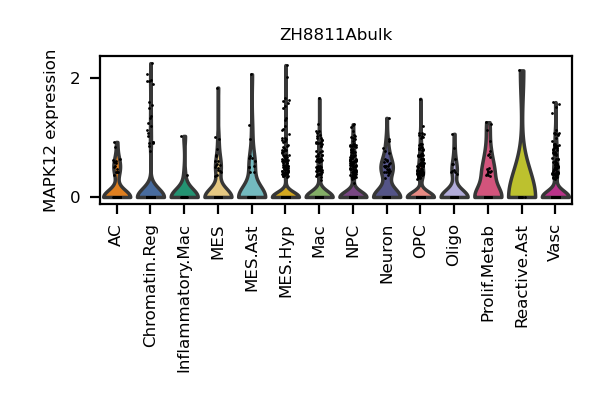 ZH8811Abulk
MAPK12 expression
2
0
AC
Chromatin.Reg
Inflammatory.Mac
MES
MES.Ast
MES.Hyp
Mac
NPC
Neuron
OPC
Oligo
Prolif.Metab
Reactive.Ast
Vasc